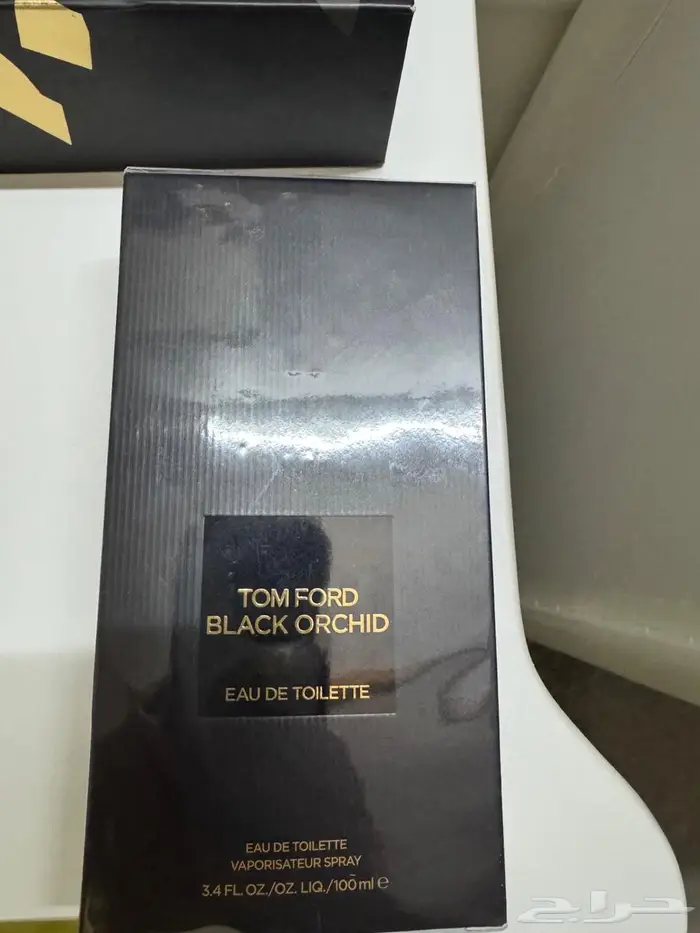 TOM FORD
BLACK ORCHID
EAU DE TOILETTE
EAU DE TOILETTE
VAPORISATEUR SPRAY
3.4 FL. OZ./OZ. LIQ./100 ml ℮
حراج